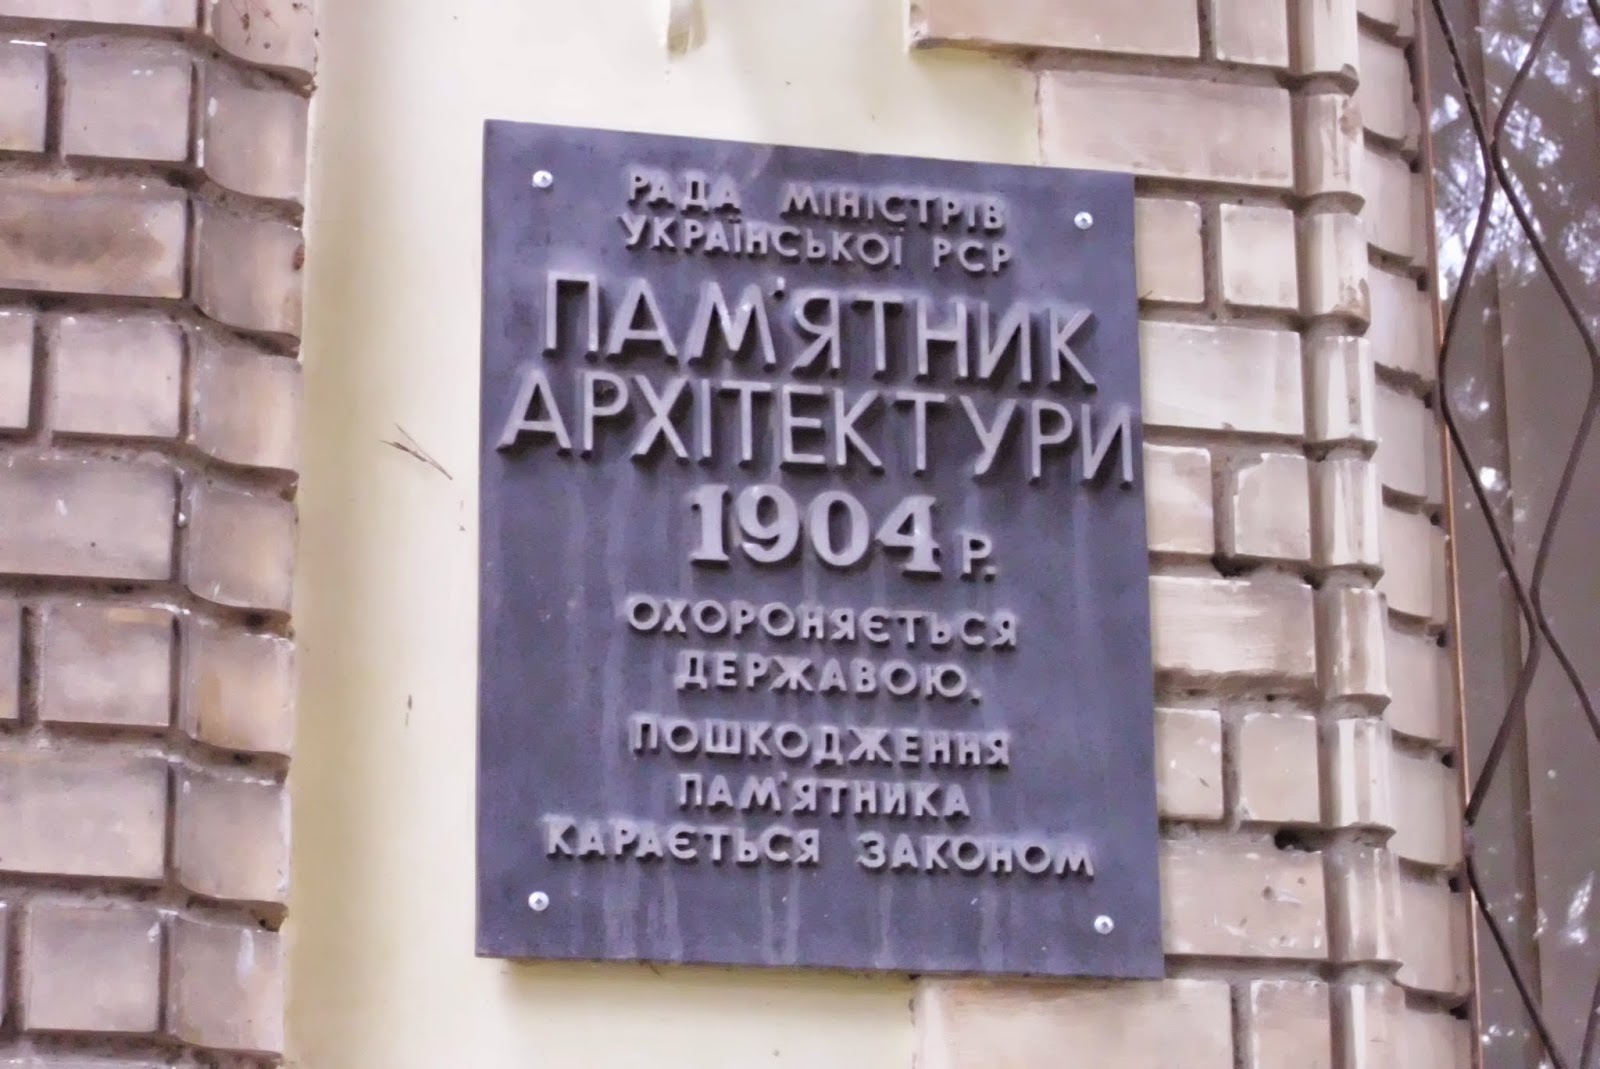 РАДА МІНІСТРІВ
УКРАЇНСЬКОЇ РСР
ПАМ'ЯТНИК
АРХІТЕКТУРИ
1904 Р.
ОХОРОНЯЄТЬСЯ
ДЕРЖАВОЮ.
ПОШКОДЖЕННЯ
ПАМ'ЯТНИКА
КАРАЄТЬСЯ ЗАКОНОМ